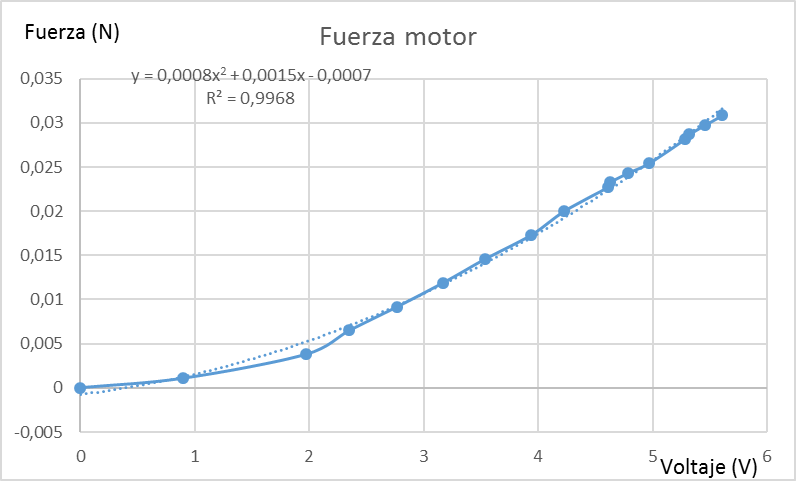 Fuerza (N)
Fuerza motor
y = 0,0008x² + 0,0015x - 0,0007
R² = 0,9968
0,035
0,03
0,025
0,02
0,015
0,01
0,005
0
-0,005
0 1 2 3 4 5 6
Voltaje (V)